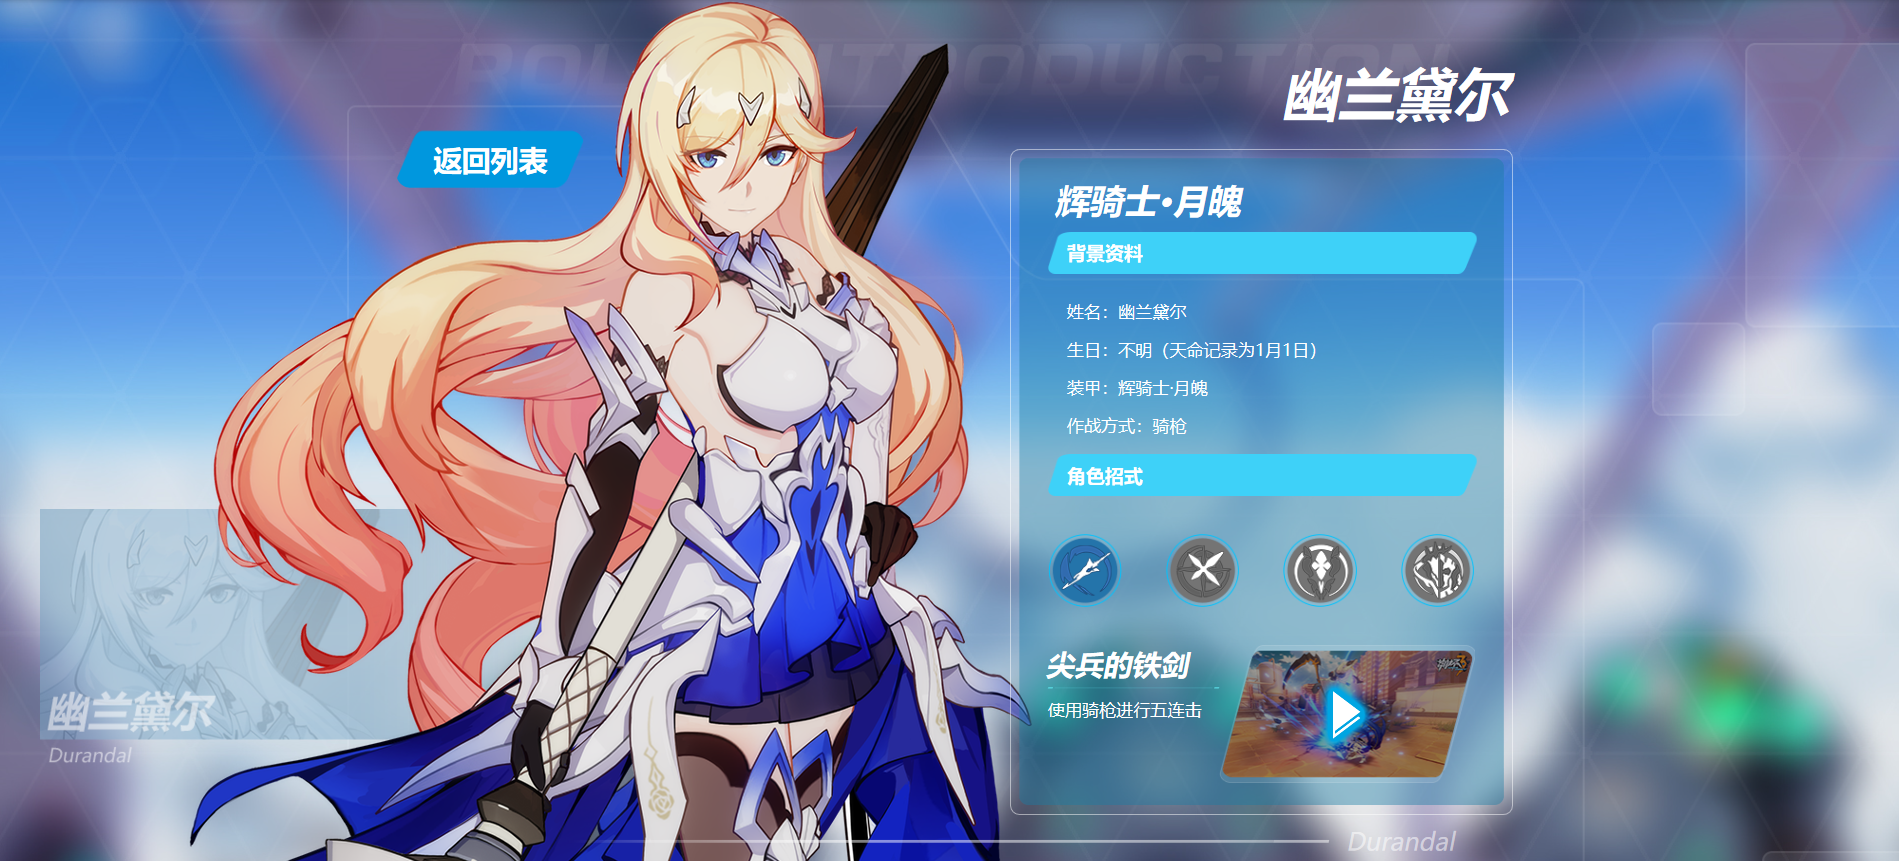 ROLE INTRODUCTION
幽兰黛尔
返回列表
辉骑士·月魄
背景资料
姓名：幽兰黛尔
生日：不明（天命记录为1月1日）
装甲：辉骑士·月魄
作战方式：骑枪
角色招式
尖兵的铁剑
使用骑枪进行五连击
幽兰黛尔
Durandal
Durandal